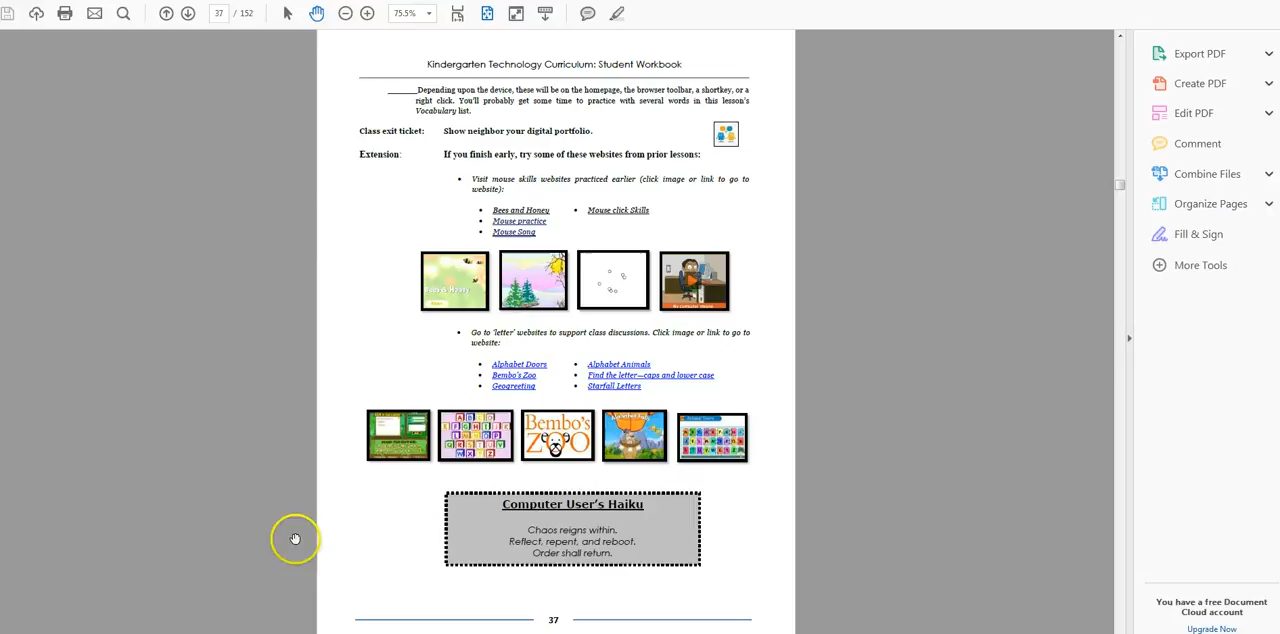 37 / 152
75.5%
Kindergarten Technology Curriculum: Student Workbook
______Depending upon the device, these will be on the homepage, the browser toolbar, a shortkey, or a
right click. You'll probably get some time to practice with several words in this lesson's
Vocabulary list.
Class exit ticket: Show neighbor your digital portfolio.
Extension: If you finish early, try some of these websites from prior lessons:
• Visit mouse skills websites practiced earlier (click image or link to go to
website):
• Bees and Honey • Mouse click Skills
• Mouse practice
• Mouse Song
Bees & Honey
• Go to 'letter' websites to support class discussions. Click image or link to go to
website:
• Alphabet Doors • Alphabet Animals
• Bembo's Zoo • Find the letter—caps and lower case
• Geogreeting • Starfall Letters
Bembo's
ZOO
Computer User's Haiku
Chaos reigns within.
Reflect, repent, and reboot.
Order shall return.
37
Export PDF
Create PDF
Edit PDF
Comment
Combine Files
Organize Pages
Fill & Sign
More Tools
You have a free Document
Cloud account
Upgrade Now